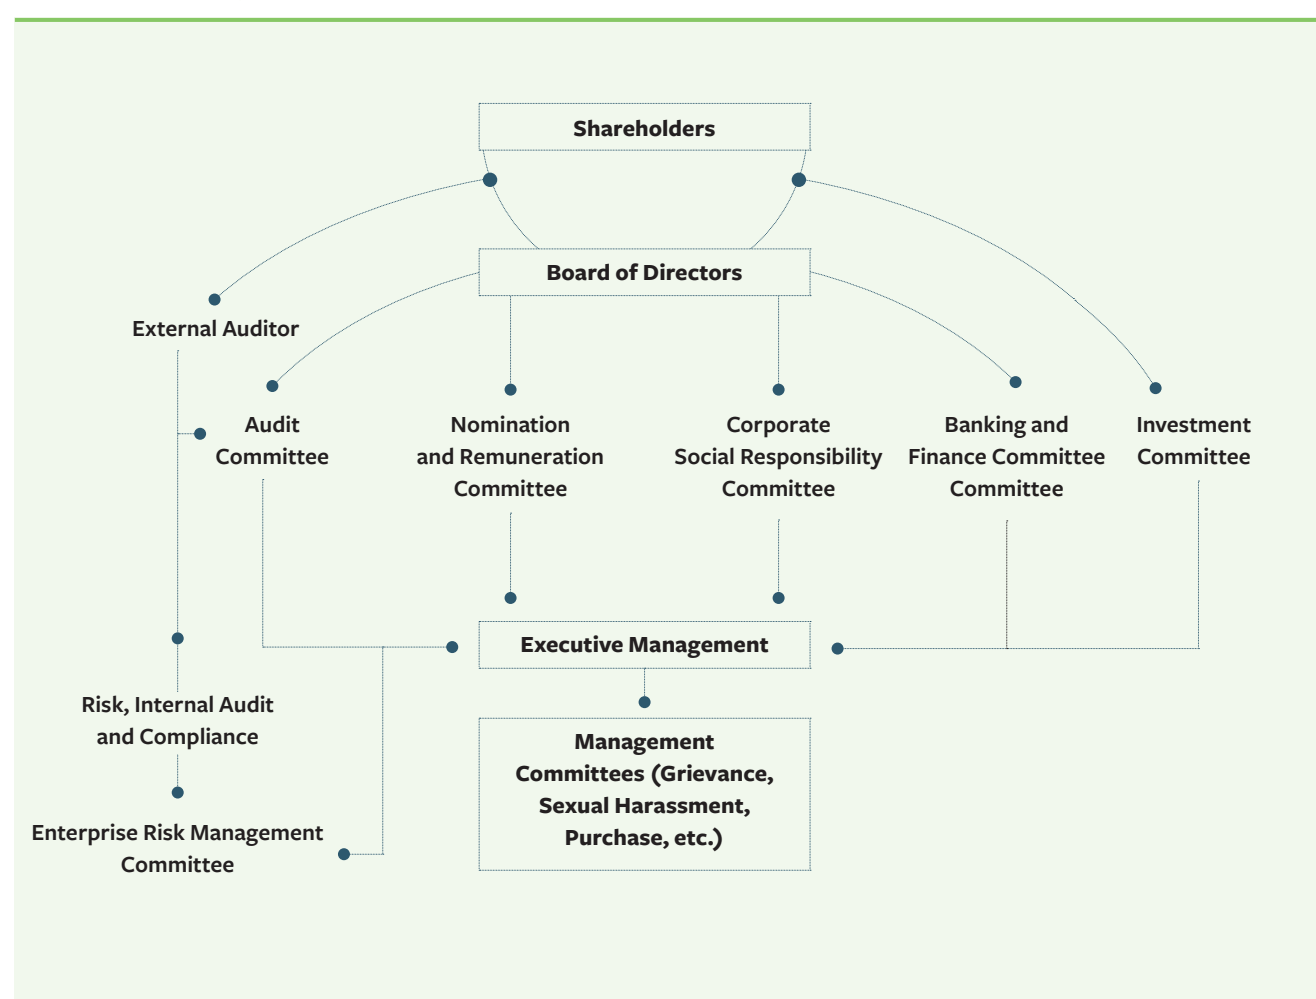 Shareholders
Board of Directors
External Auditor
Audit
Committee
Nomination
and Remuneration
Committee
Corporate
Social Responsibility
Committee
Banking and
Finance Committee
Committee
Investment
Committee
Executive Management
Risk, Internal Audit
and Compliance
Management
Committees (Grievance,
Sexual Harassment,
Purchase, etc.)
Enterprise Risk Management
Committee